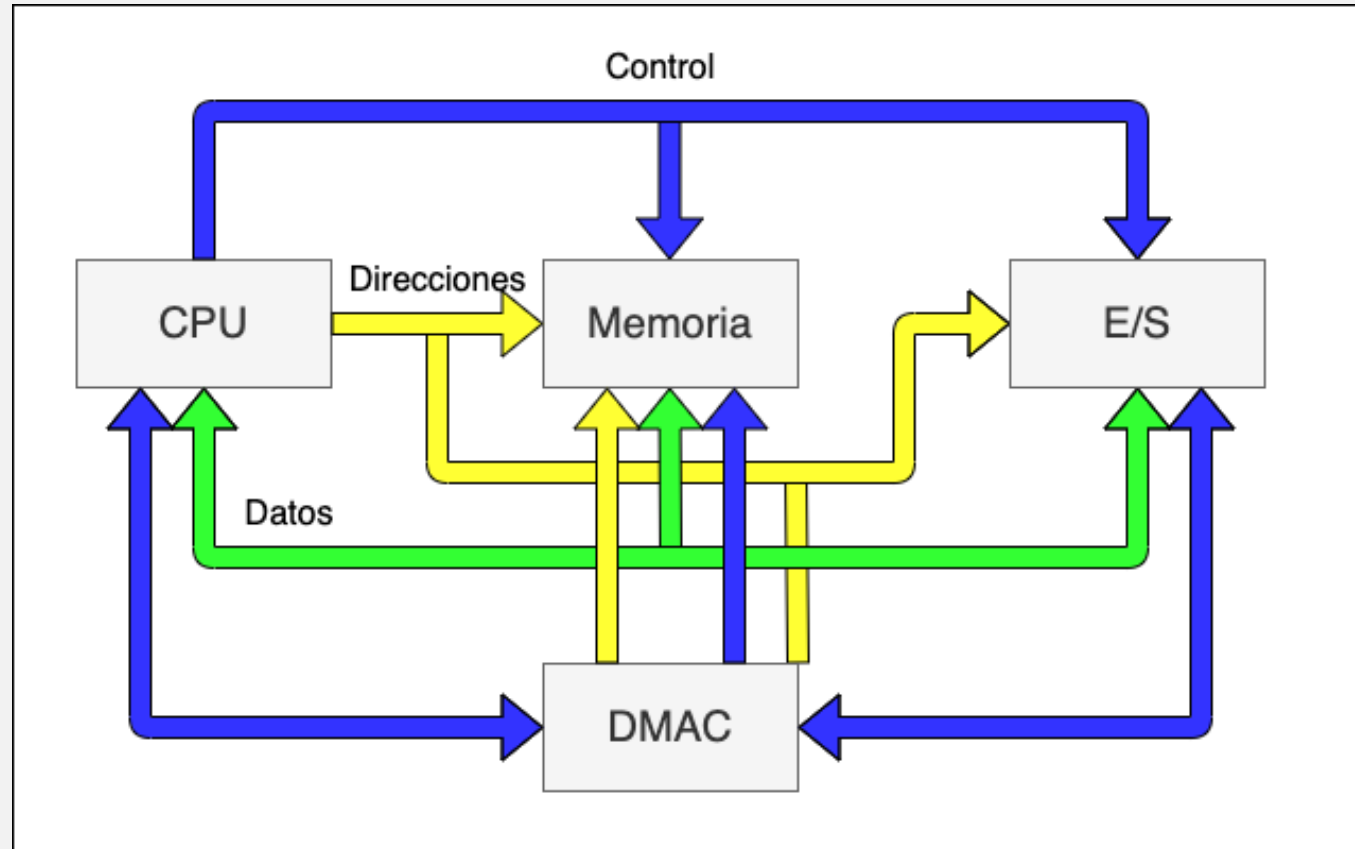 Control
Direcciones
CPU
Memoria
E/S
Datos
DMAC